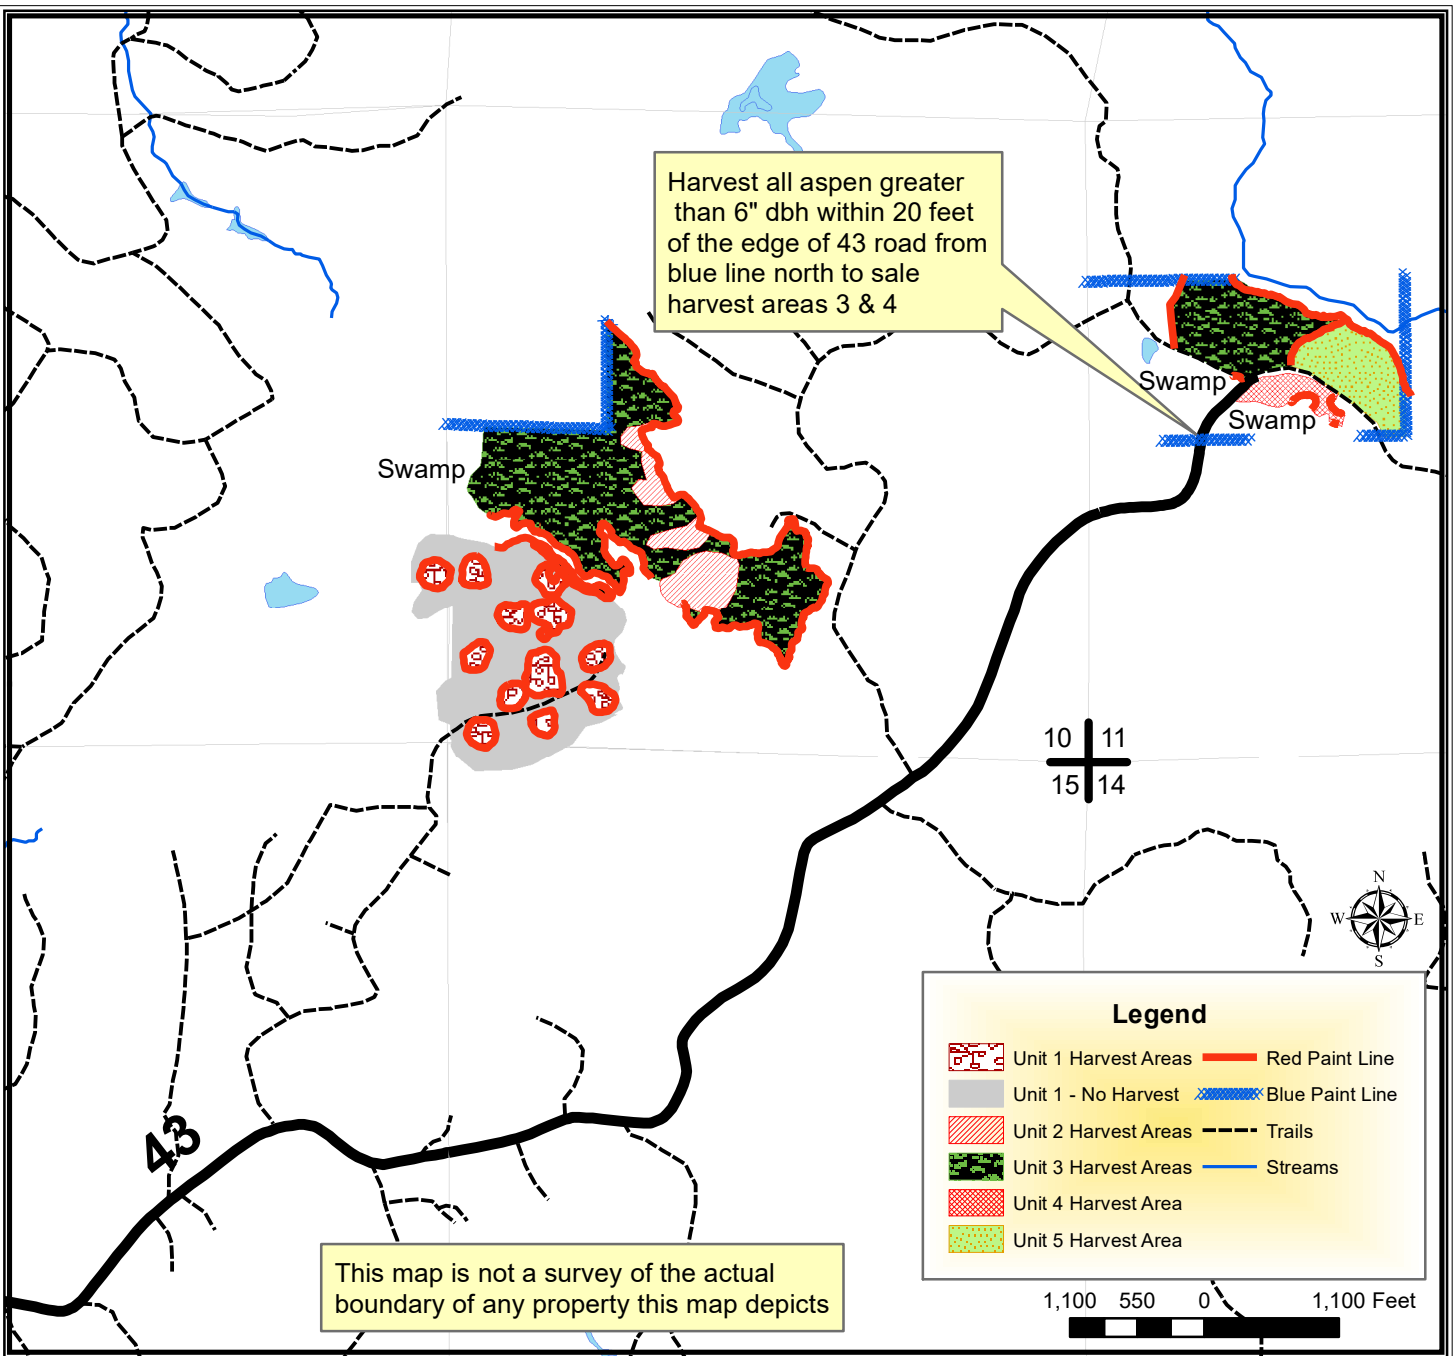 Harvest all aspen greater
than 6" dbh within 20 feet
of the edge of 43 road from
blue line north to sale
harvest areas 3 & 4
Swamp
Swamp
Swamp
10 11
15 14
N
W E
S
43
Legend
Unit 1 Harvest Areas
Unit 1 - No Harvest
Unit 2 Harvest Areas
Unit 3 Harvest Areas
Unit 4 Harvest Area
Unit 5 Harvest Area
Red Paint Line
Blue Paint Line
Trails
Streams
This map is not a survey of the actual
boundary of any property this map depicts
1,100 550 0 1,100 Feet